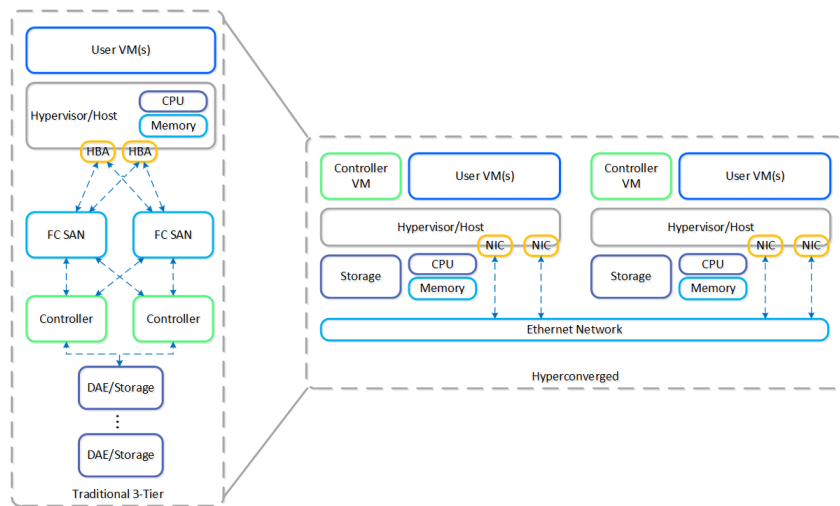 User VM(s)
Hypervisor/Host
CPU
Memory
HBA
HBA
FC SAN
FC SAN
Controller
Controller
DAE/Storage
DAE/Storage
Traditional 3-Tier
Controller
VM
User VM(s)
Hypervisor/Host
NIC
NIC
Storage
CPU
Memory
Controller
VM
User VM(s)
Hypervisor/Host
NIC
NIC
Storage
CPU
Memory
Ethernet Network
Hyperconverged